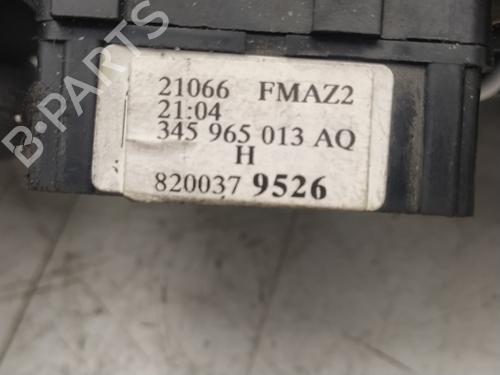 B-PARTS
21066 FMAZ2
21:04
345 965 013 AQ
H
820037 9526